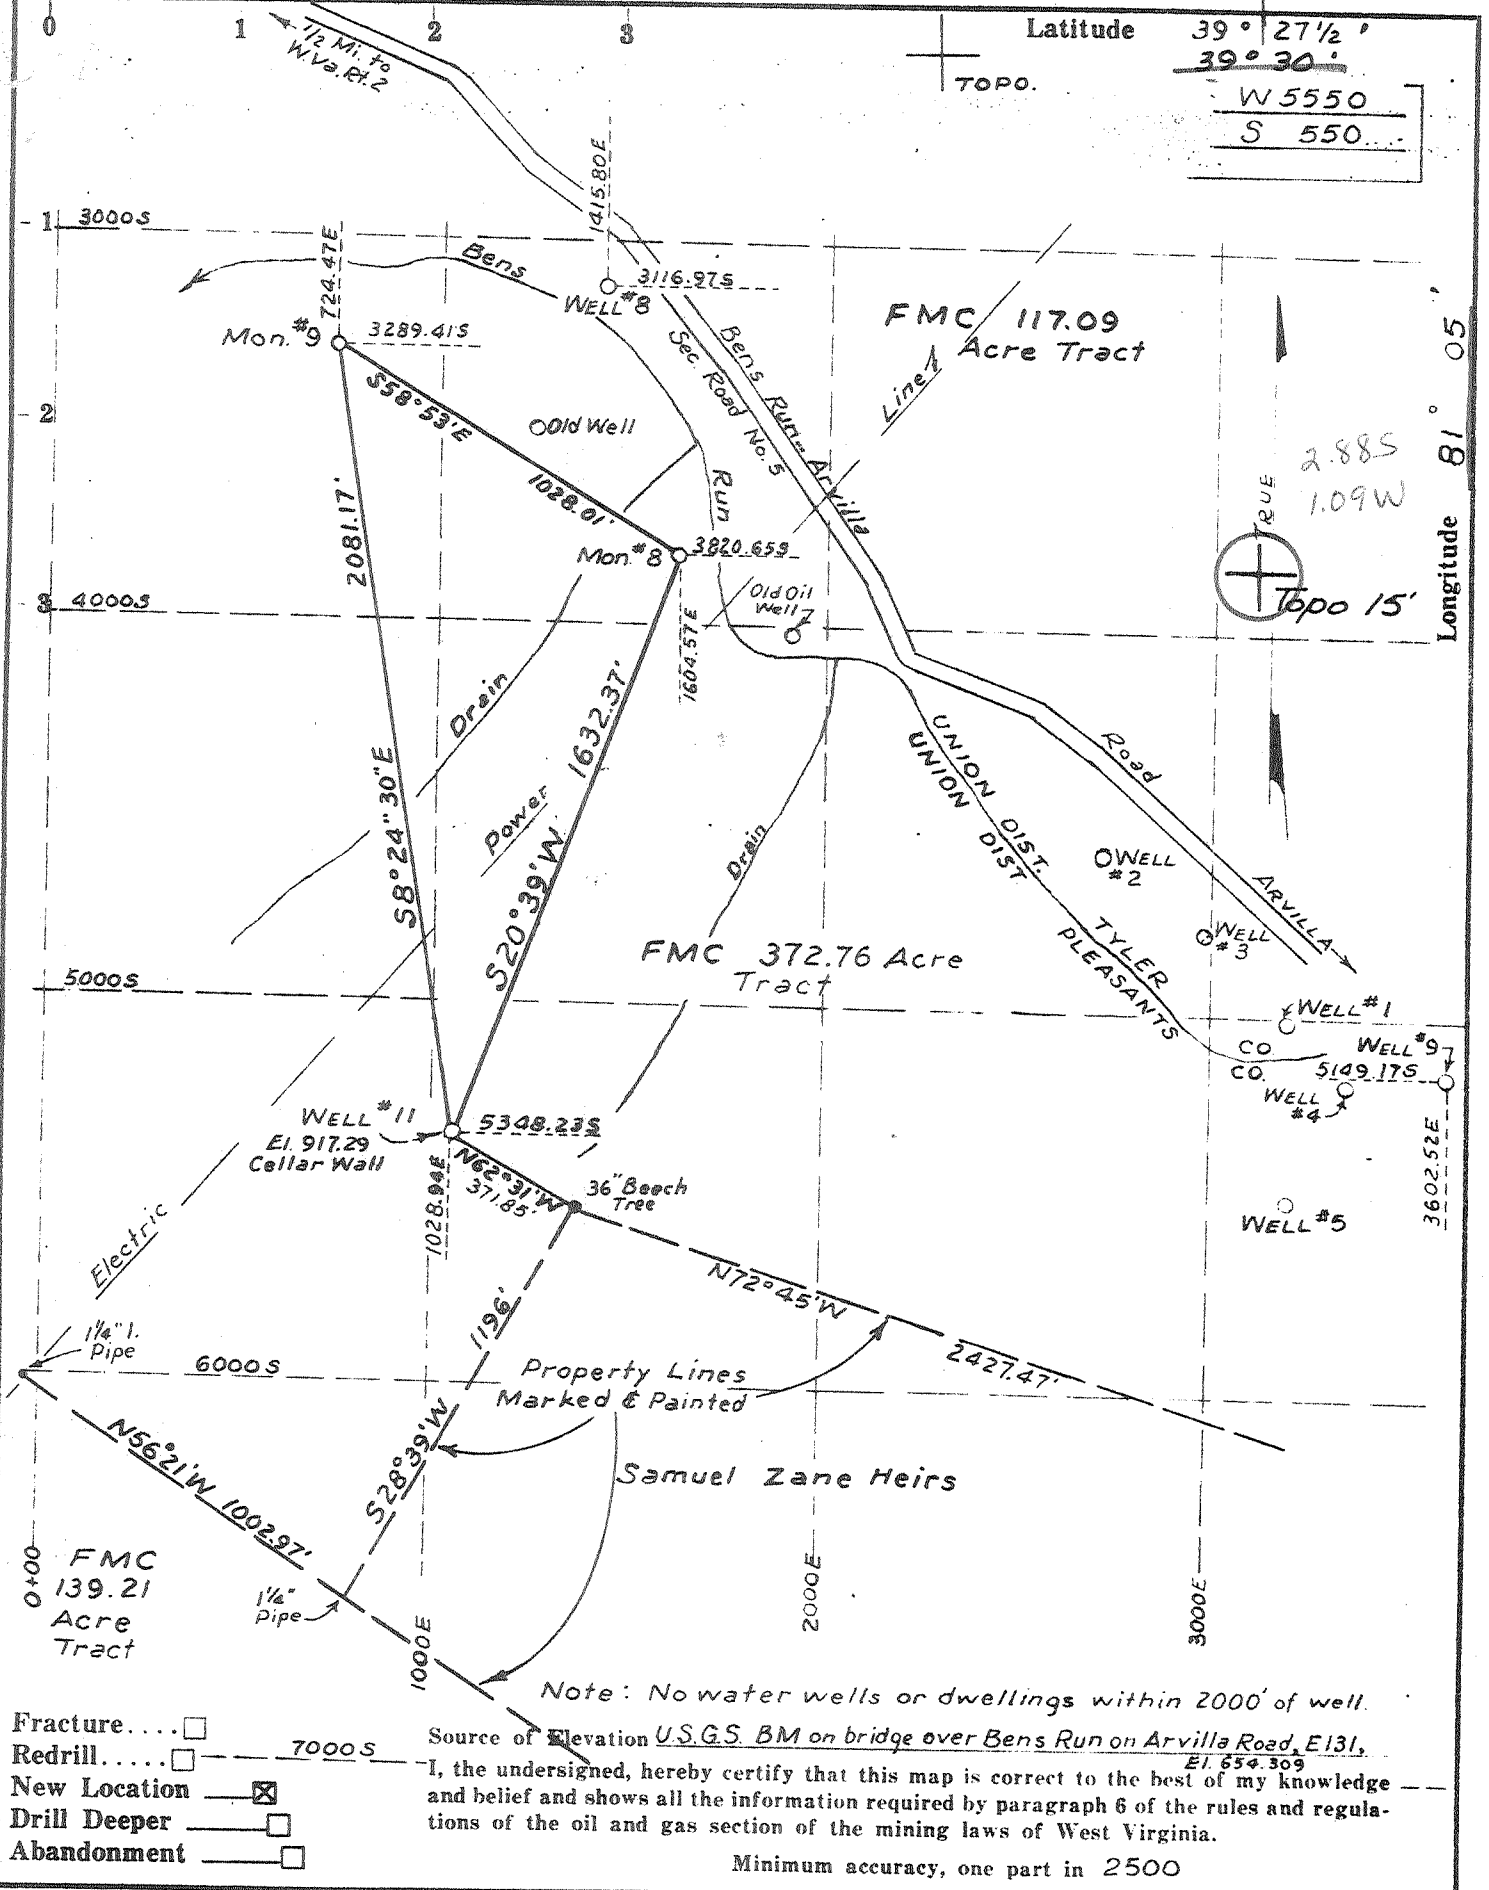 0 1 2 3
Latitude 39° 27½'
39° 30'
½ Mi. to
W.Va. Rt. 2
TOPO.
W 5550
S 550
1415.80E
1 3000S
724.47E
Bens
3116.97S
WELL #8
Mon. #9
3289.41S
FMC 117.09
Acre Tract
Line
Bens Run - Arvilla
Sec. Road No. 5
Longitude 81° 05'
2
S58°53'E
1028.01'
Old Well
Run
2.88S
1.09W
TRUE
2081.17'
Mon. #8
3820.65S
Old Oil
Well
Topo 15'
3 4000S
1604.57E
Drain
1632.37'
S8°24"30"E
Power
S20°39'W
Drain
UNION DIST.
UNION DIST
Road
WELL
#2
ARVILLA
WELL
#3
TYLER
PLEASANTS
FMC 372.76 Acre
Tract
5000S
WELL #1
CO.
CO.
WELL #9
5149.17S
WELL
#4
3602.52E
WELL #11
El. 917.29
Cellar Wall
5348.23S
1028.94E
N62°31'W
371.85'
36" Beech
Tree
WELL #5
Electric
N72°45'W
2427.47'
1196'
S28°39'W
1¼" I.
Pipe
6000S
Property Lines
Marked & Painted
N56°21'W 1002.97'
Samuel Zane Heirs
0+00
FMC
139.21
Acre
Tract
1¼"
Pipe
1000E
2000E
3000E
Note: No water wells or dwellings within 2000' of well.
Fracture....
Redrill.....
7000S
New Location
Drill Deeper
Abandonment
Source of Elevation U.S.G.S. BM on bridge over Bens Run on Arvilla Road, E131,
El. 654.309
I, the undersigned, hereby certify that this map is correct to the best of my knowledge
and belief and shows all the information required by paragraph 6 of the rules and regula-
tions of the oil and gas section of the mining laws of West Virginia.
Minimum accuracy, one part in 2500